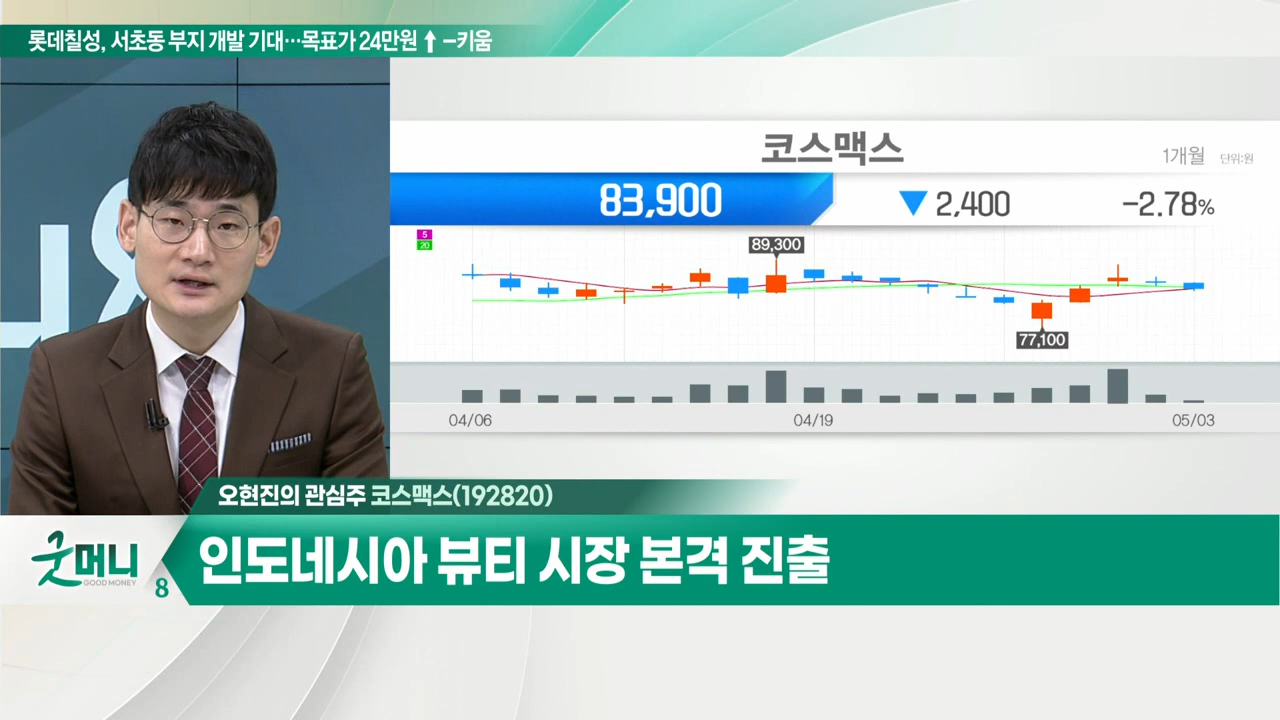 롯데칠성, 서초동 부지 개발 기대…목표가 24만원↑ -키움
코스맥스
1개월 단위:원
83,900 ▼ 2,400 -2.78%
5
20
89,300
77,100
04/06 04/19 05/03
오현진의 관심주 코스맥스(192820)
굿머니
GOOD MONEY
8
인도네시아 뷰티 시장 본격 진출